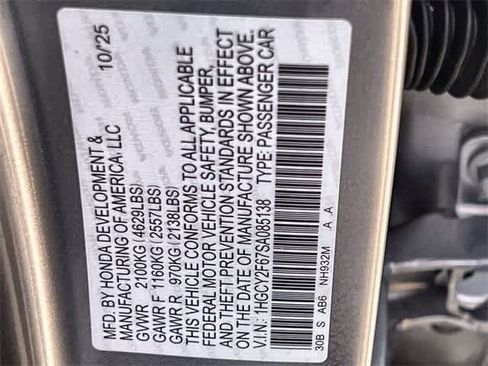 MFD. BY HONDA DEVELOPMENT & 10/'25
MANUFACTURING OF AMERICA, LLC
GVWR 2100KG (4629LBS)
GAWR F 1160KG (2557LBS)
GAWR R 970KG (2138LBS)
THIS VEHICLE CONFORMS TO ALL APPLICABLE
FEDERAL MOTOR VEHICLE SAFETY, BUMPER,
AND THEFT PREVENTION STANDARDS IN EFFECT
ON THE DATE OF MANUFACTURE SHOWN ABOVE.
V.I.N.: 1HGCY2F67SA085138 TYPE: PASSENGER CAR
30B S AB6 NH932M A A